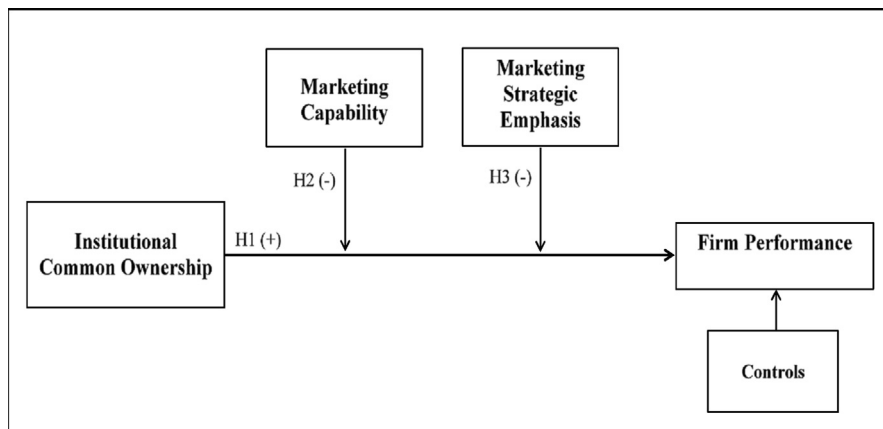 Marketing
Capability
Marketing
Strategic
Emphasis
H2 (-)
H3 (-)
Institutional
Common Ownership
H1 (+)
Firm Performance
Controls